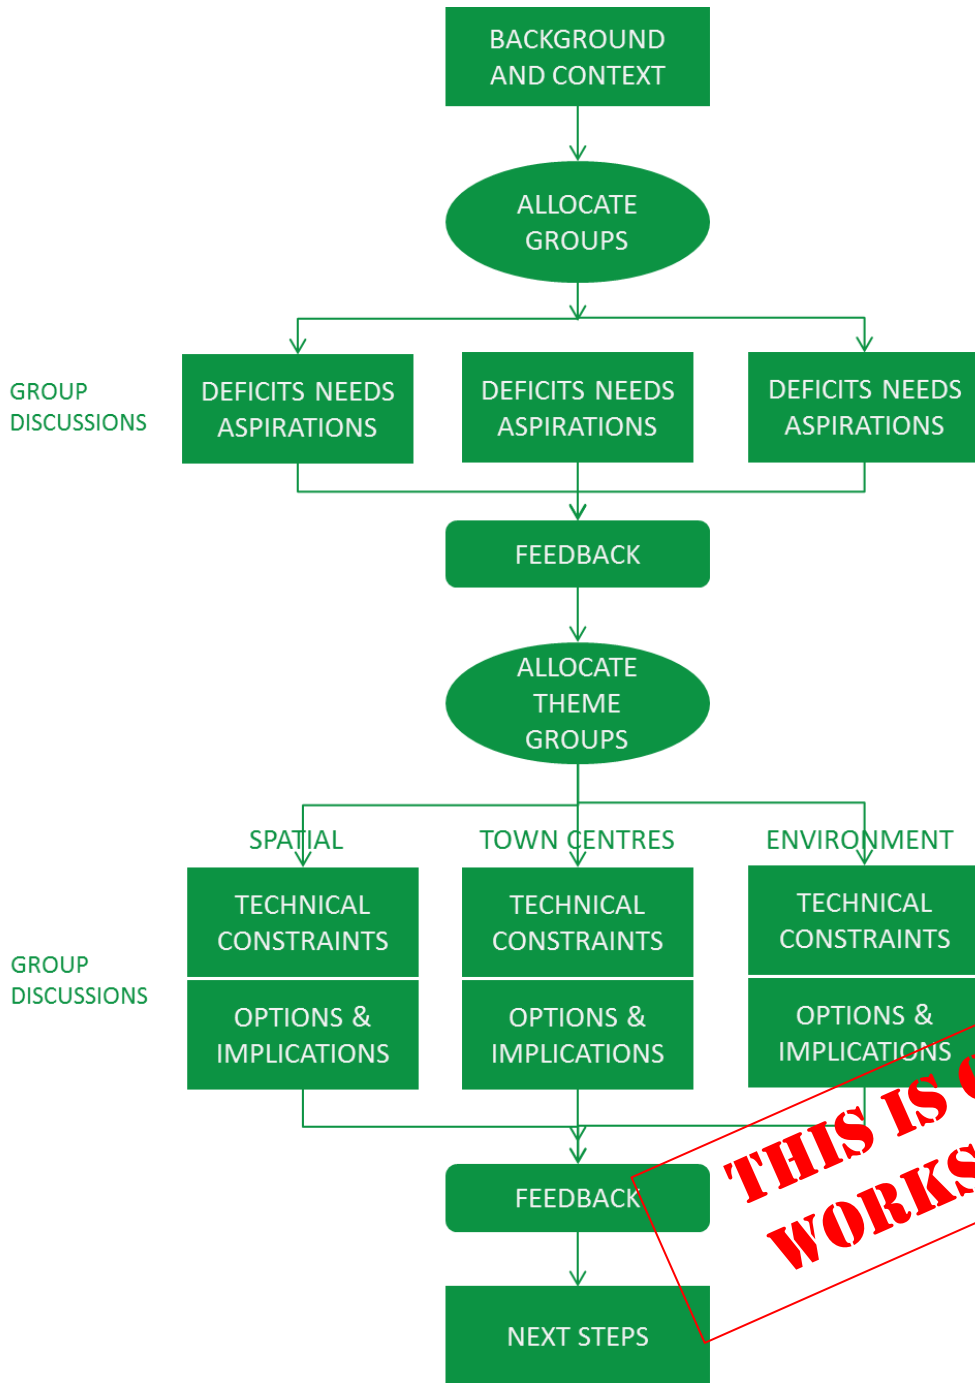 BACKGROUND
AND CONTEXT
ALLOCATE
GROUPS
GROUP
DISCUSSIONS
DEFICITS NEEDS
ASPIRATIONS
DEFICITS NEEDS
ASPIRATIONS
DEFICITS NEEDS
ASPIRATIONS
FEEDBACK
ALLOCATE
THEME
GROUPS
SPATIAL
TOWN CENTRES
ENVIRONMENT
GROUP
DISCUSSIONS
TECHNICAL
CONSTRAINTS
OPTIONS &
IMPLICATIONS
TECHNICAL
CONSTRAINTS
OPTIONS &
IMPLICATIONS
TECHNICAL
CONSTRAINTS
OPTIONS &
IMPLICATIONS
FEEDBACK
NEXT STEPS
THIS IS